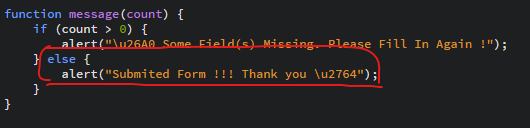 function message(count) {
if (count > 0) {
alert("\u26A0 Some Field(s) Missing. Please Fill In Again !");
} else {
alert("Submited Form !!! Thank you \u2764");
}
}